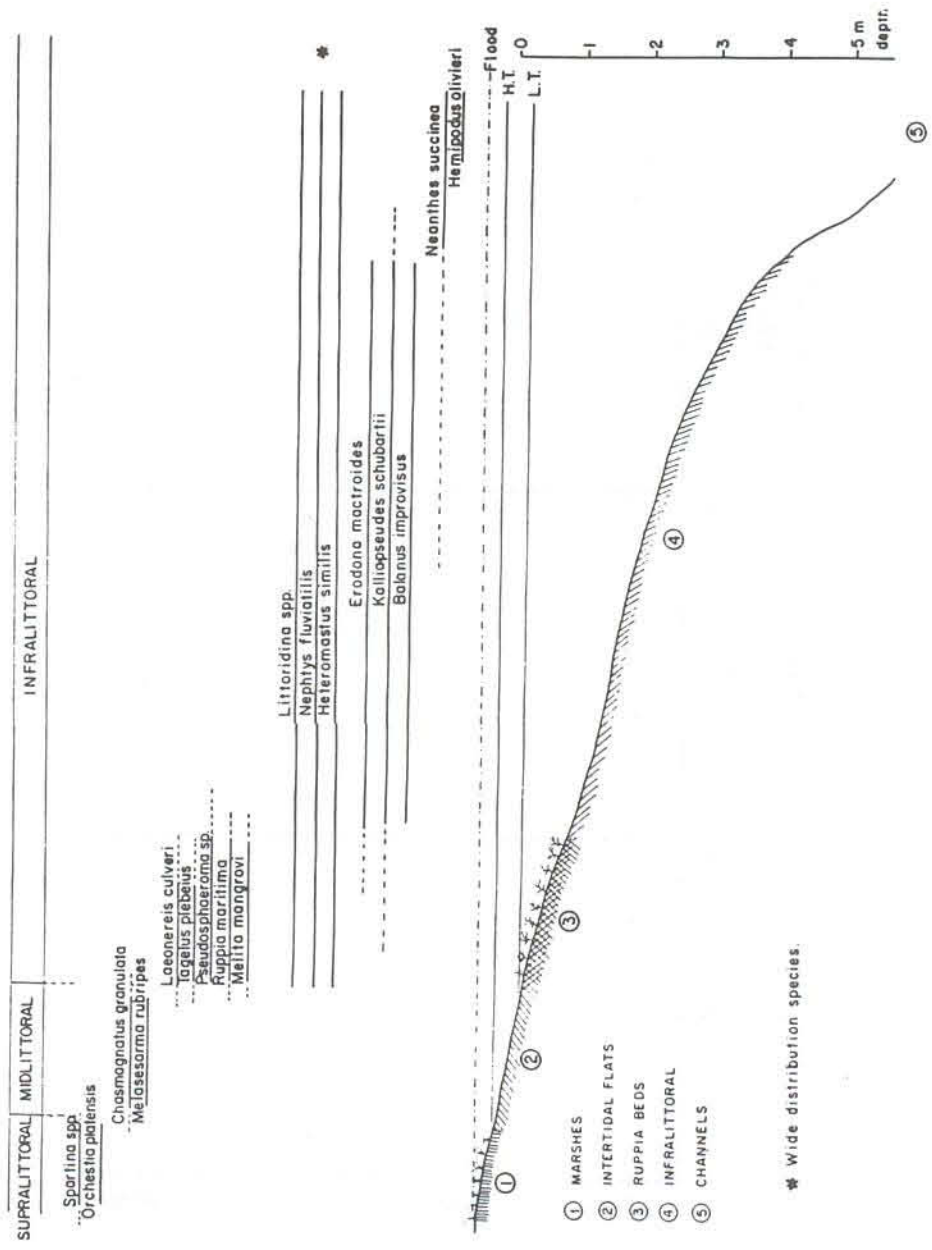 SUPRALITTORAL
MIDLITTORAL
INFRALITTORAL
Spartina spp.
Orchestia platensis
Chasmagnatus granulata
Metasesarma rubripes
Laeonereis culveri
Tagelus plebeius
Pseudosphaeroma sp.
Ruppia maritima
Melita mangrovi
Littoridina spp.
Nephtys fluviatilis
Heteromastus similis
*
Erodona mactroides
Kalliapseudes schubartii
Balanus improvisus
Neanthes succinea
Hemipodus olivieri
Flood
H.T.
L.T.
0
1
2
3
4
5 m
depth.
1
2
3
4
5
1 MARSHES
2 INTERTIDAL FLATS
3 RUPPIA BEDS
4 INFRALITTORAL
5 CHANNELS
* Wide distribution species.